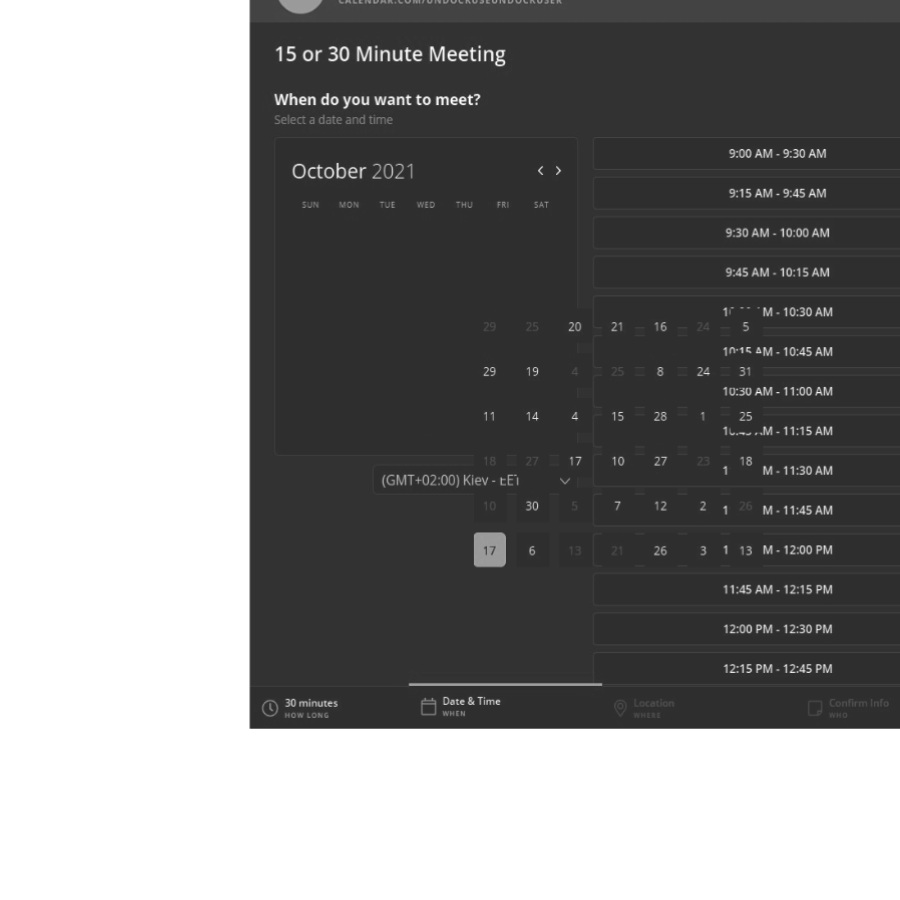 CALENDAR.COM/UNDOCKUSEUNDOCKUSER
15 or 30 Minute Meeting
When do you want to meet?
Select a date and time
October 2021
SUN MON TUE WED THU FRI SAT
9:00 AM - 9:30 AM
9:15 AM - 9:45 AM
9:30 AM - 10:00 AM
9:45 AM - 10:15 AM
AM - 10:30 AM
29 25 20 21 16 24 5
10:15 AM - 10:45 AM
29 19 4 25 8 24 31
10:30 AM - 11:00 AM
11 14 4 15 28 1 25
10:45 AM - 11:15 AM
18 27 17 10 27 23 18
M - 11:30 AM
(GMT+02:00) Kiev - EET
10 30 5 7 12 2 26
M - 11:45 AM
17 6 13 21 26 3 13
M - 12:00 PM
11:45 AM - 12:15 PM
12:00 PM - 12:30 PM
12:15 PM - 12:45 PM
30 minutes
HOW LONG
Date & Time
WHEN
Location
WHERE
Confirm Info
WHO